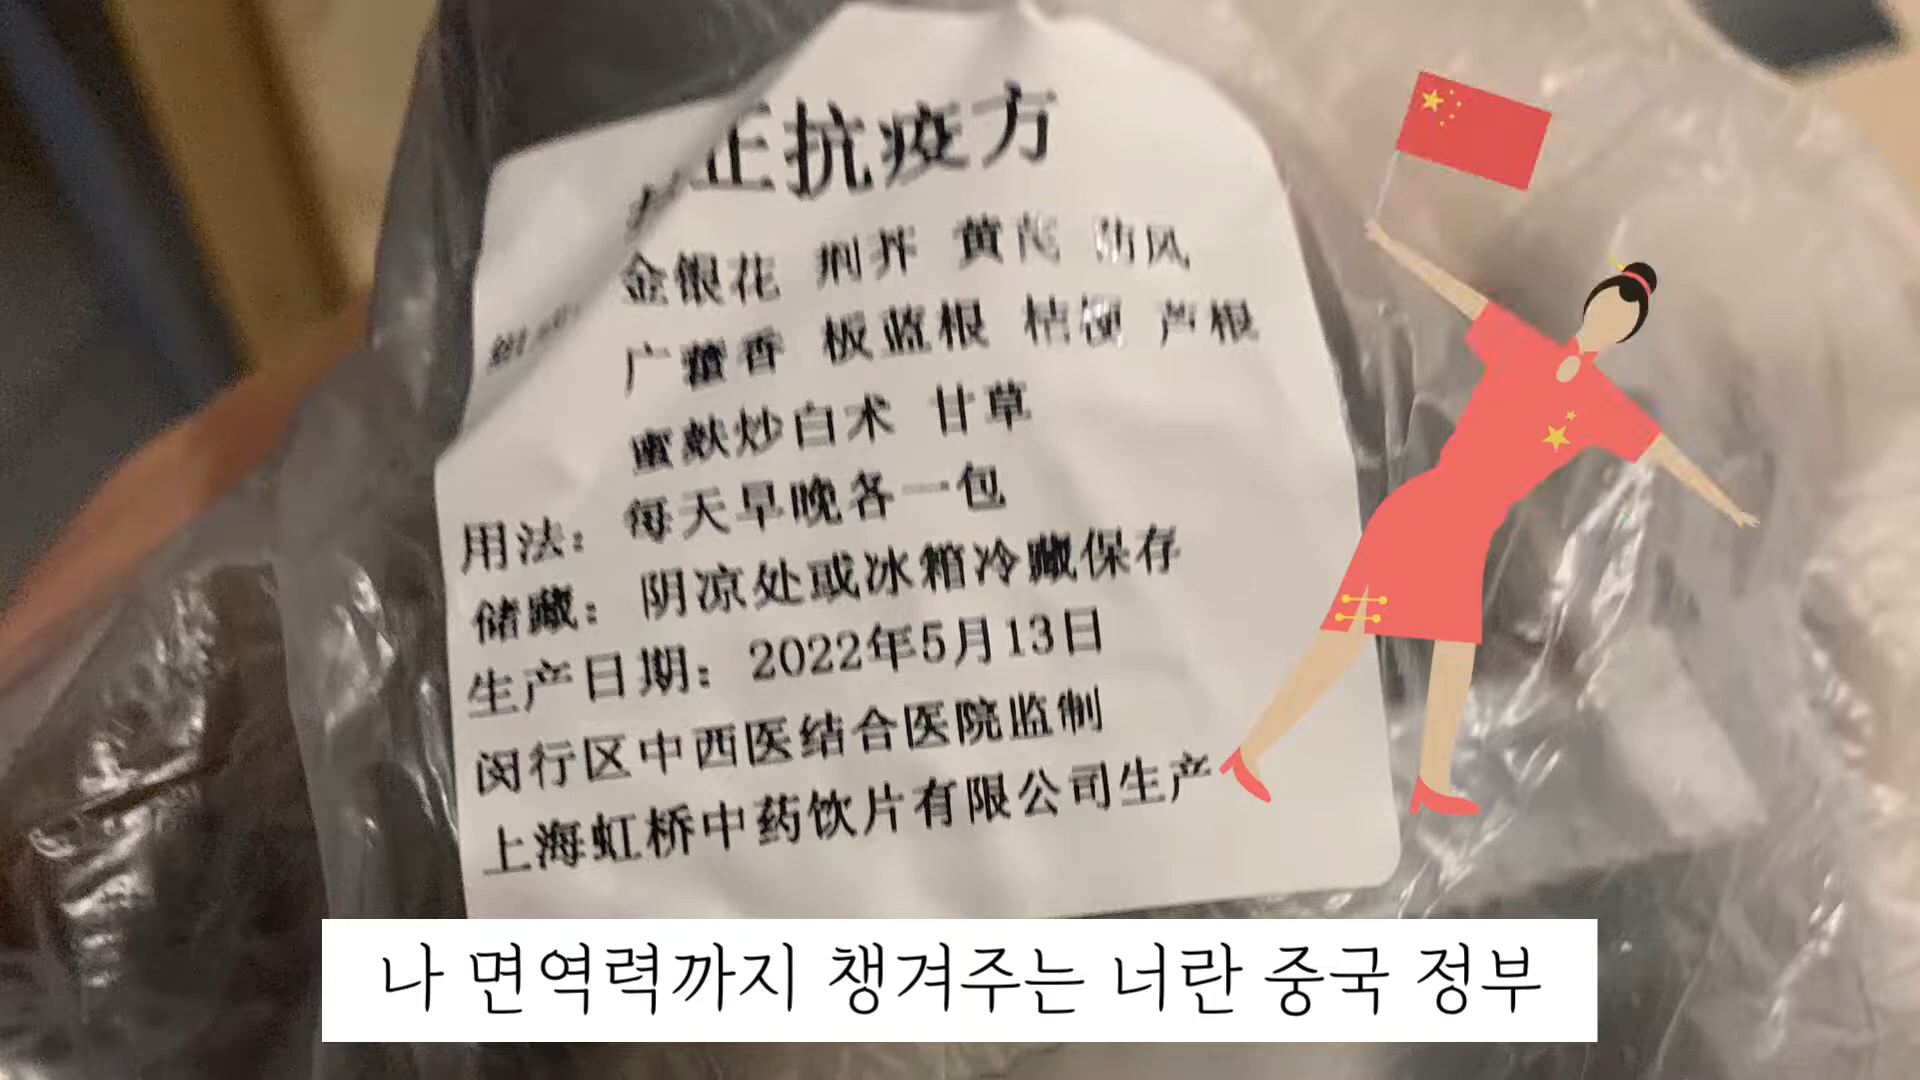 正抗疫方
金银花 荆芥 黄芪 防风
广藿香 板蓝根 桔梗 芦根
蜜麸炒白术 甘草
用法：每天早晚各一包
储藏：阴凉处或冰箱冷藏保存
生产日期：2022年5月13日
闵行区中西医结合医院监制
上海虹桥中药饮片有限公司生产
나 면역력까지 챙겨주는 너란 중국 정부